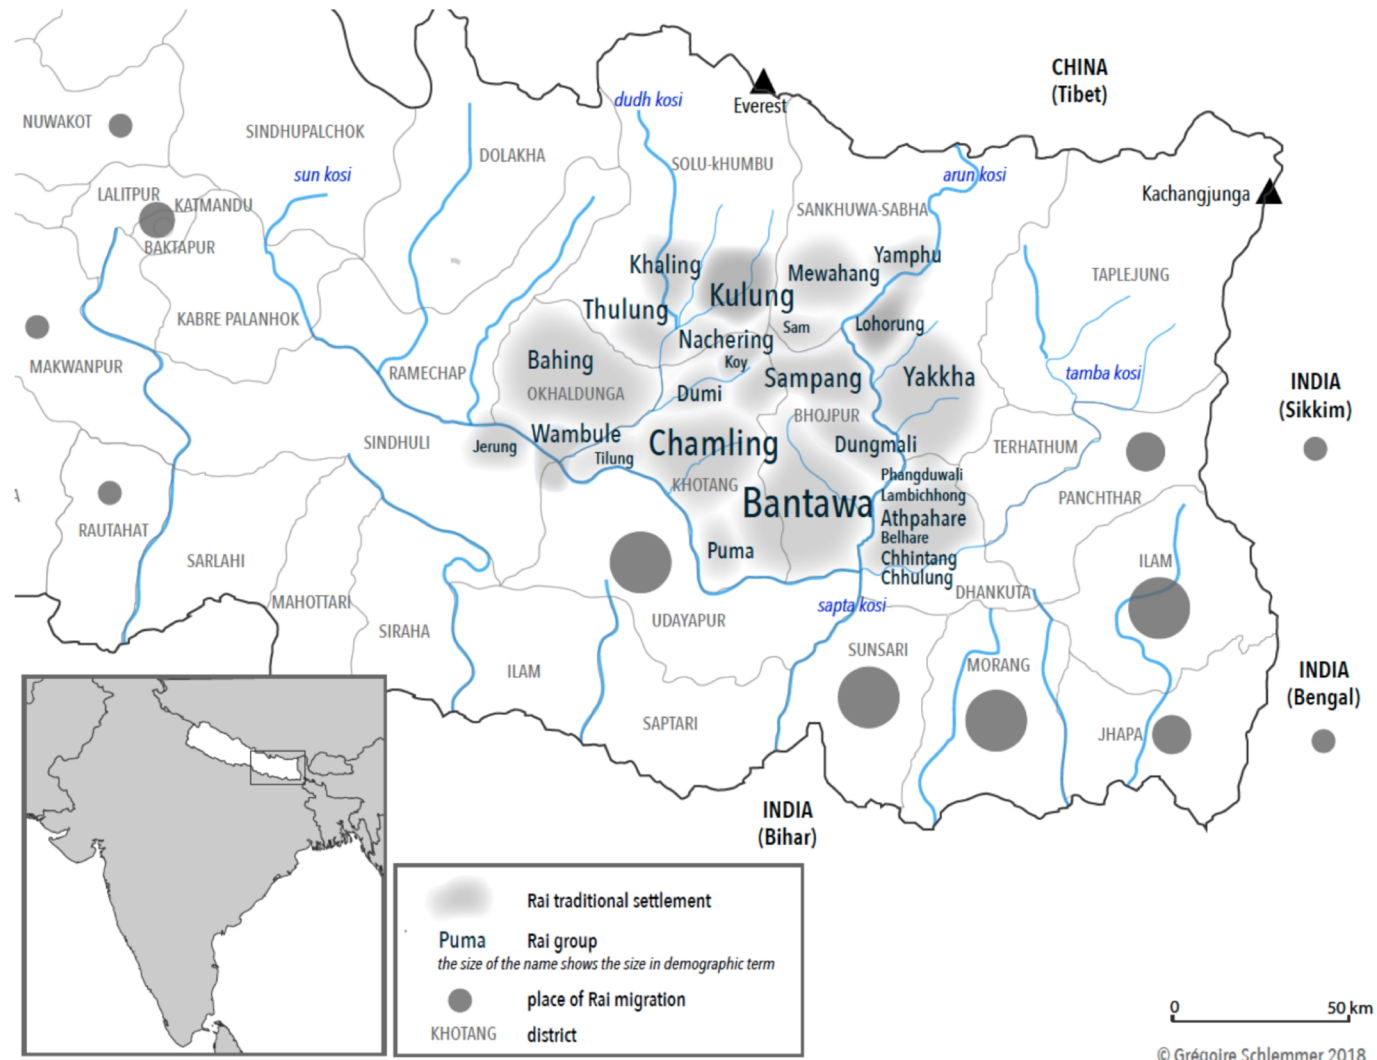 CHINA
(Tibet)
dudh kosi
Everest
NUWAKOT
SINDHUPALCHOK
DOLAKHA
SOLU-kHUMBU
sun kosi
arun kosi
Kachangjunga
LALITPUR
KATMANDU
SANKHUWA-SABHA
BAKTAPUR
Khaling
Mewahang
Yamphu
TAPLEJUNG
Kulung
Thulung
KABRE PALANHOK
Sam
Lohorung
Nachering
MAKWANPUR
RAMECHAP
Bahing
Koy
Sampang
Yakkha
tamba kosi
INDIA
(Sikkim)
OKHALDUNGA
Dumi
BHOJPUR
SINDHULI
Jerung
Wambule
Tilung
Chamling
Dungmali
TERHATHUM
KHOTANG
Phangduwali
Lambichhong
PANCHTHAR
A
RAUTAHAT
Bantawa
Athpahare
Belhare
SARLAHI
Puma
Chhintang
Chhulung
ILAM
DHANKUTA
MAHOTTARI
sapta kosi
SIRAHA
UDAYAPUR
SUNSARI
MORANG
ILAM
INDIA
(Bengal)
SAPTARI
JHAPA
INDIA
(Bihar)
Rai traditional settlement
Puma Rai group
the size of the name shows the size in demographic term
place of Rai migration
KHOTANG district
0 50 km
© Grégoire Schlemmer 2018